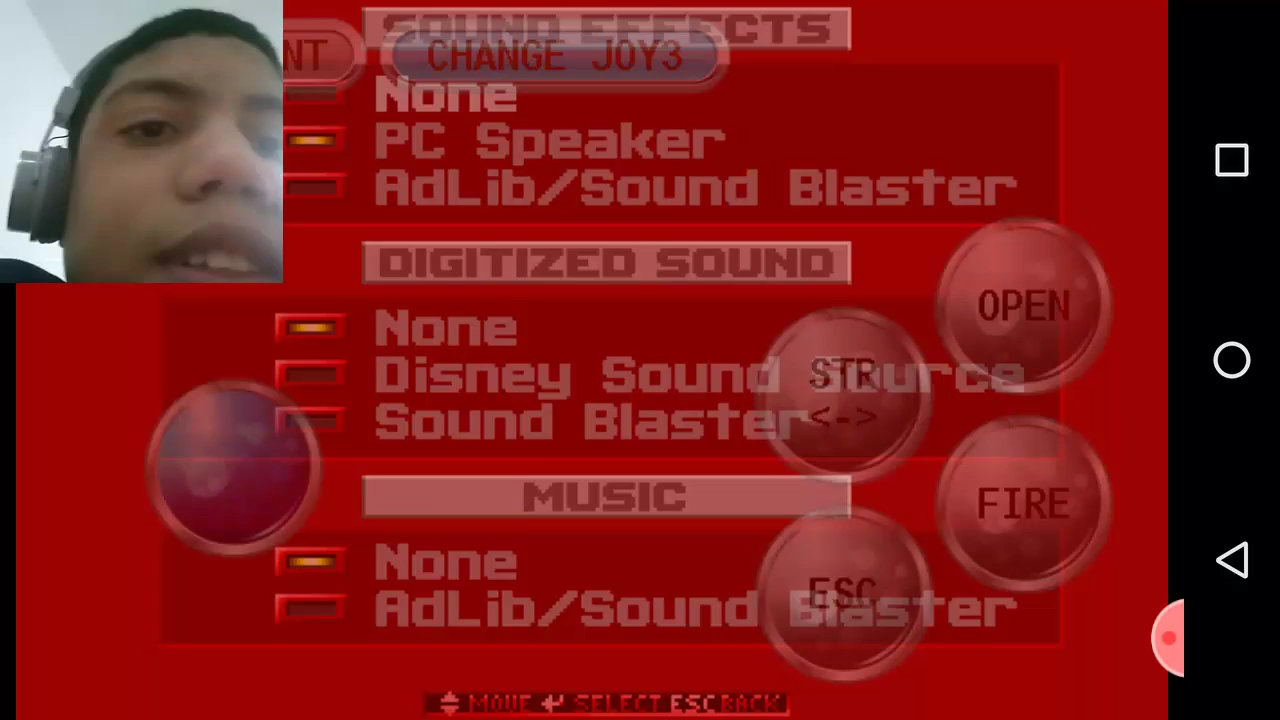 SOUND EFFECTS
NT
CHANGE JOY3
None
PC Speaker
AdLib/Sound Blaster
DIGITIZED SOUND
OPEN
None
STR
Disney Sound Source
Sound Blaster
<->
MUSIC
FIRE
None
ESC
AdLib/Sound Blaster
MOVE SELECT ESC BACK